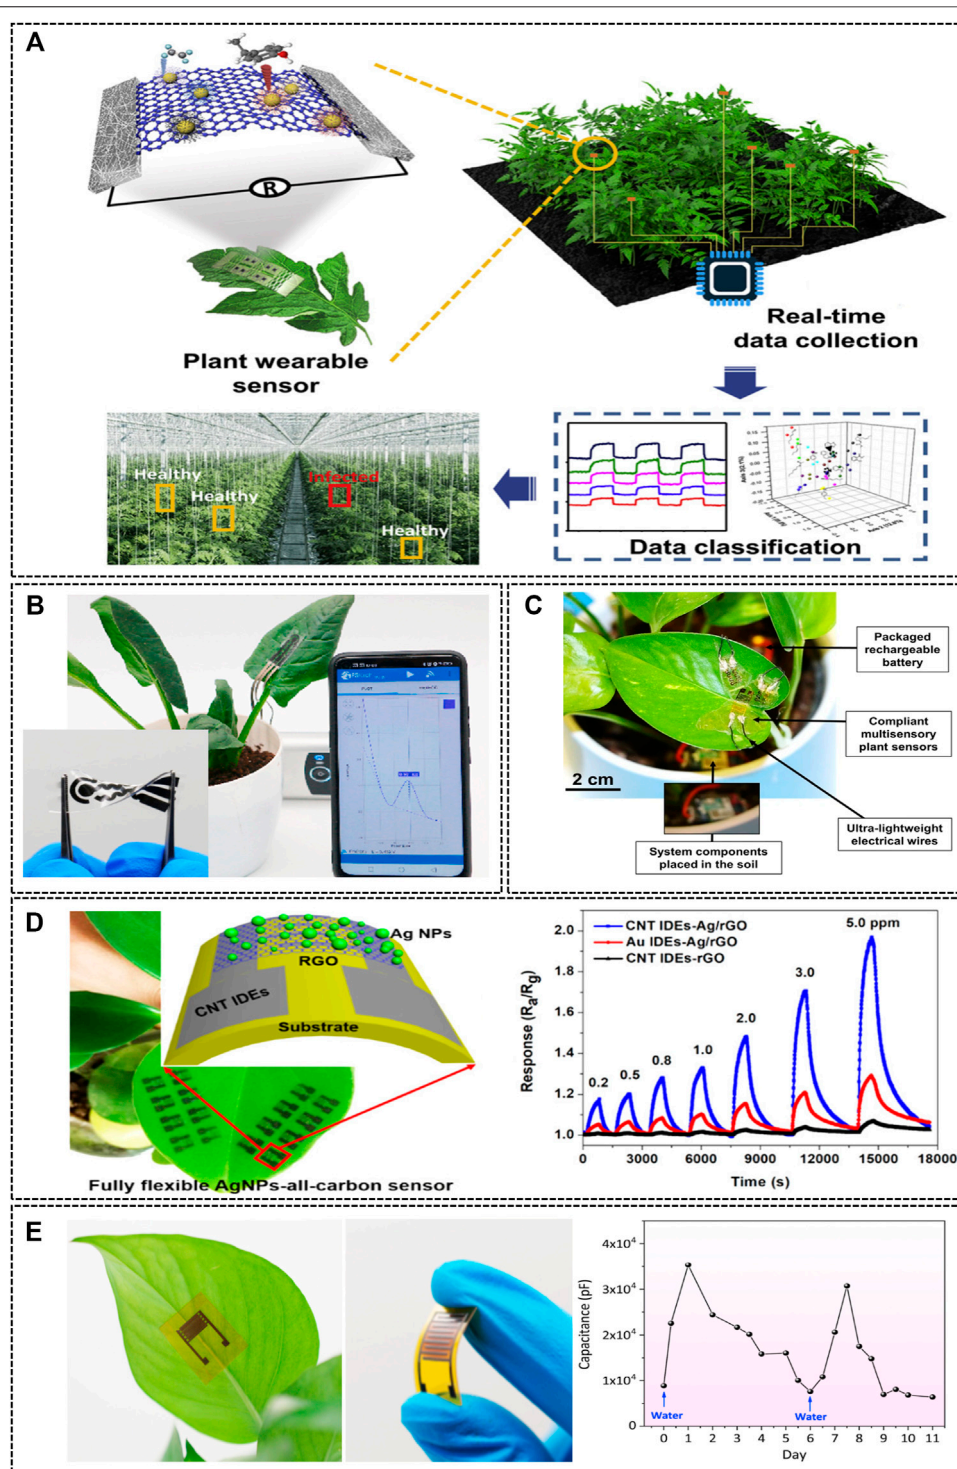 A
R
Plant wearable
sensor
Real-time
data collection
Healthy
Healthy
Infected
Healthy
Data classification
B
C
Packaged
rechargeable
battery
Compliant
multisensory
plant sensors
2 cm
Ultra-lightweight
electrical wires
System components
placed in the soil
D
Ag NPs
RGO
CNT IDEs
Substrate
Fully flexible AgNPs-all-carbon sensor
CNT IDEs-Ag/rGO
Au IDEs-Ag/rGO
CNT IDEs-rGO
5.0 ppm
3.0
2.0
1.0
0.8
0.5
0.2
Response (Ra/Rg)
2.0
1.8
1.6
1.4
1.2
1.0
0 3000 6000 9000 12000 15000 18000
Time (s)
E
Capacitance (pF)
4x10⁴
3x10⁴
2x10⁴
1x10⁴
0
Water
Water
0 1 2 3 4 5 6 7 8 9 10 11
Day